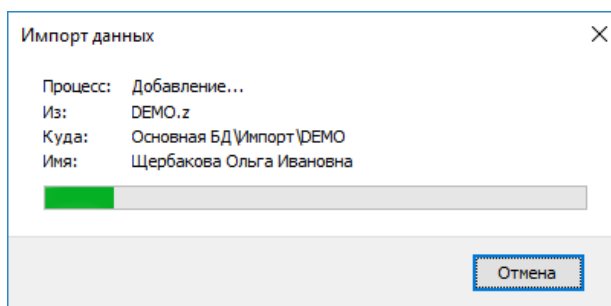 Импорт данных
Процесс: Добавление...
Из: DEMO.z
Куда: Основная БД\Импорт\DEMO
Имя: Щербакова Ольга Ивановна
Отмена